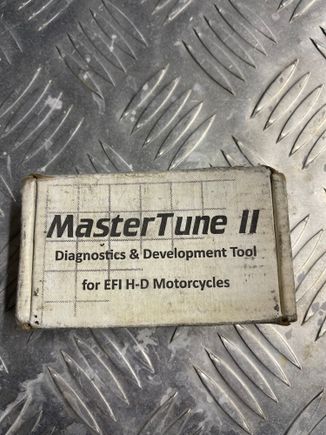 MasterTune II
Diagnostics & Development Tool
for EFI H-D Motorcycles